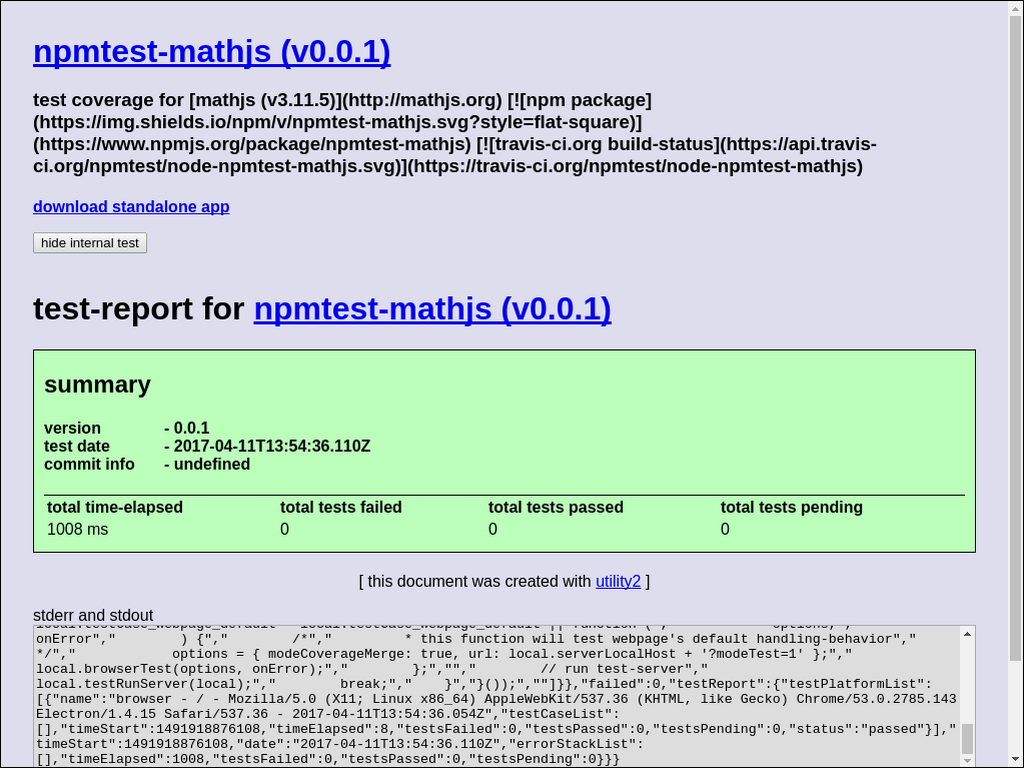 npmtest-mathjs (v0.0.1)
test coverage for [mathjs (v3.11.5)](http://mathjs.org) [![npm package]
(https://img.shields.io/npm/v/npmtest-mathjs.svg?style=flat-square)]
(https://www.npmjs.org/package/npmtest-mathjs) [![travis-ci.org build-status](https://api.travis-
ci.org/npmtest/node-npmtest-mathjs.svg)](https://travis-ci.org/npmtest/node-npmtest-mathjs)
download standalone app
hide internal test
test-report for npmtest-mathjs (v0.0.1)
summary
version - 0.0.1
test date - 2017-04-11T13:54:36.110Z
commit info - undefined
total time-elapsed total tests failed total tests passed total tests pending
1008 ms 0 0 0
[ this document was created with utility2 ]
stderr and stdout
onError"," ) {"," /*"," * this function will test webpage's default handling-behavior","
*/"," options = { modeCoverageMerge: true, url: local.serverLocalHost + '?modeTest=1' };","
local.browserTest(options, onError);"," };",""," // run test-server","
local.testRunServer(local);"," break;"," }","}());",""]}},"failed":0,"testReport":{"testPlatformList":
[{"name":"browser - / - Mozilla/5.0 (X11; Linux x86_64) AppleWebKit/537.36 (KHTML, like Gecko) Chrome/53.0.2785.143
Electron/1.4.15 Safari/537.36 - 2017-04-11T13:54:36.054Z","testCaseList":
[],"timeStart":1491918876108,"timeElapsed":8,"testsFailed":0,"testsPassed":0,"testsPending":0,"status":"passed"}],"
timeStart":1491918876108,"date":"2017-04-11T13:54:36.110Z","errorStackList":
[],"timeElapsed":1008,"testsFailed":0,"testsPassed":0,"testsPending":0}}}